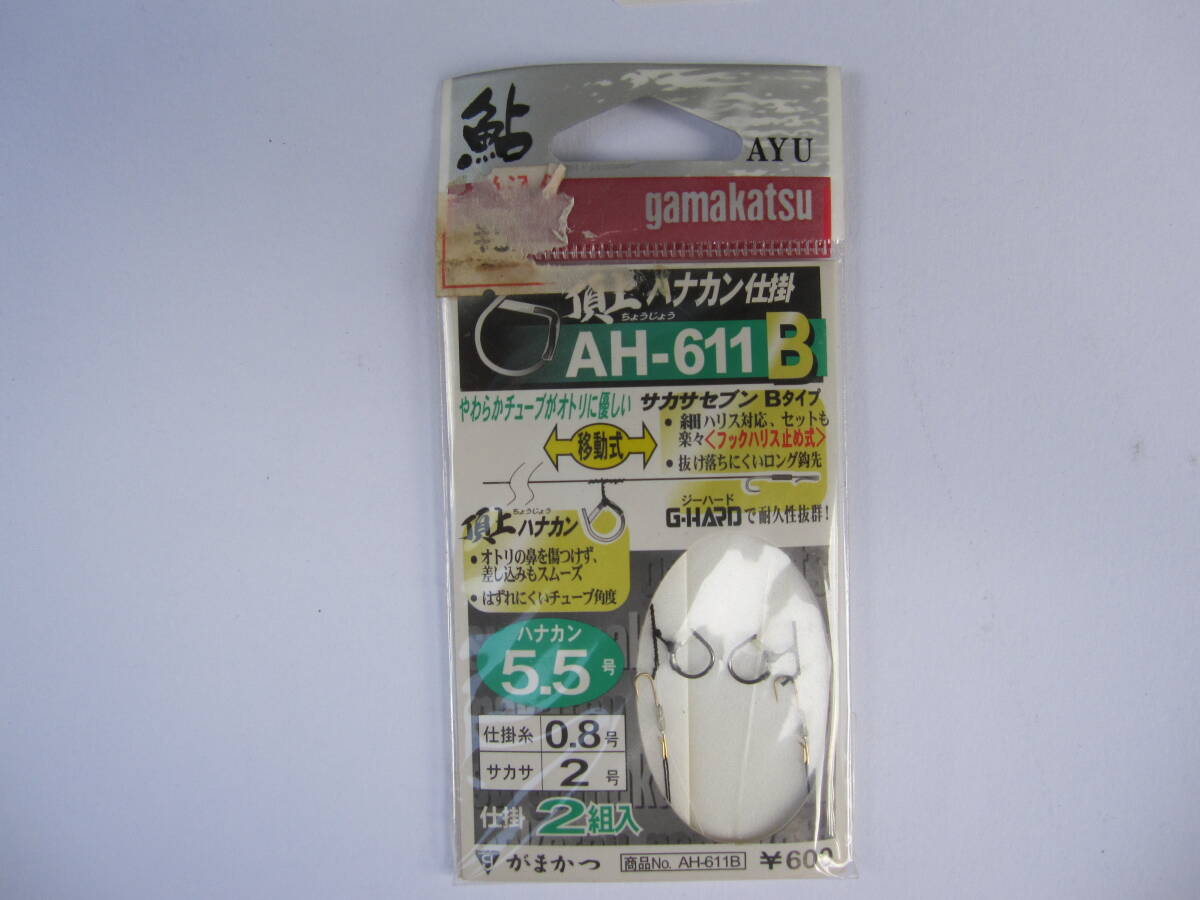 鮎
AYU
gamakatsu
頂上ハナカン仕掛
ちょうじょう
AH-611B
やわらかチューブがオトリに優しい
サカサセブン Bタイプ
・細ハリス対応、セットも
楽々<フックハリス止め式>
・抜け落ちにくいロング鈎先
移動式
ジーハード
G-HARDで耐久性抜群!
ちょうじょう
頂上ハナカン
・オトリの鼻を傷つけず、
差し込みもスムーズ
・はずれにくいチューブ角度
ハナカン
5.5号
仕掛糸 0.8号
サカサ 2号
仕掛 2組入
がまかつ 商品No. AH-611B ¥600